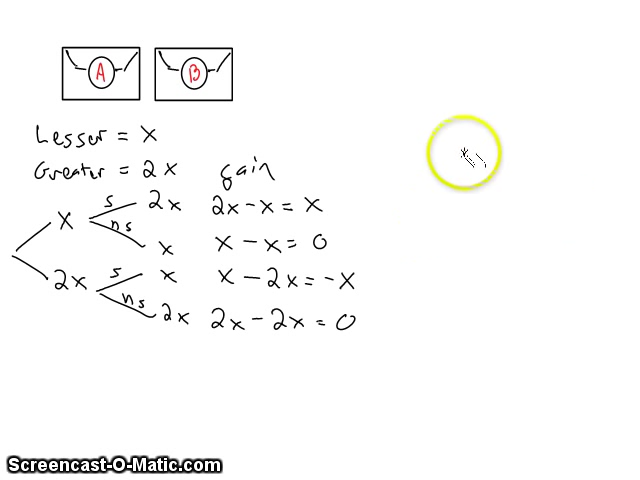 A B
Lesser = x
Greater = 2x gain
s 2x 2x - x = x
x
ns x x - x = 0
s x x - 2x = -x
2x
ns 2x 2x - 2x = 0
Screencast-O-Matic.com